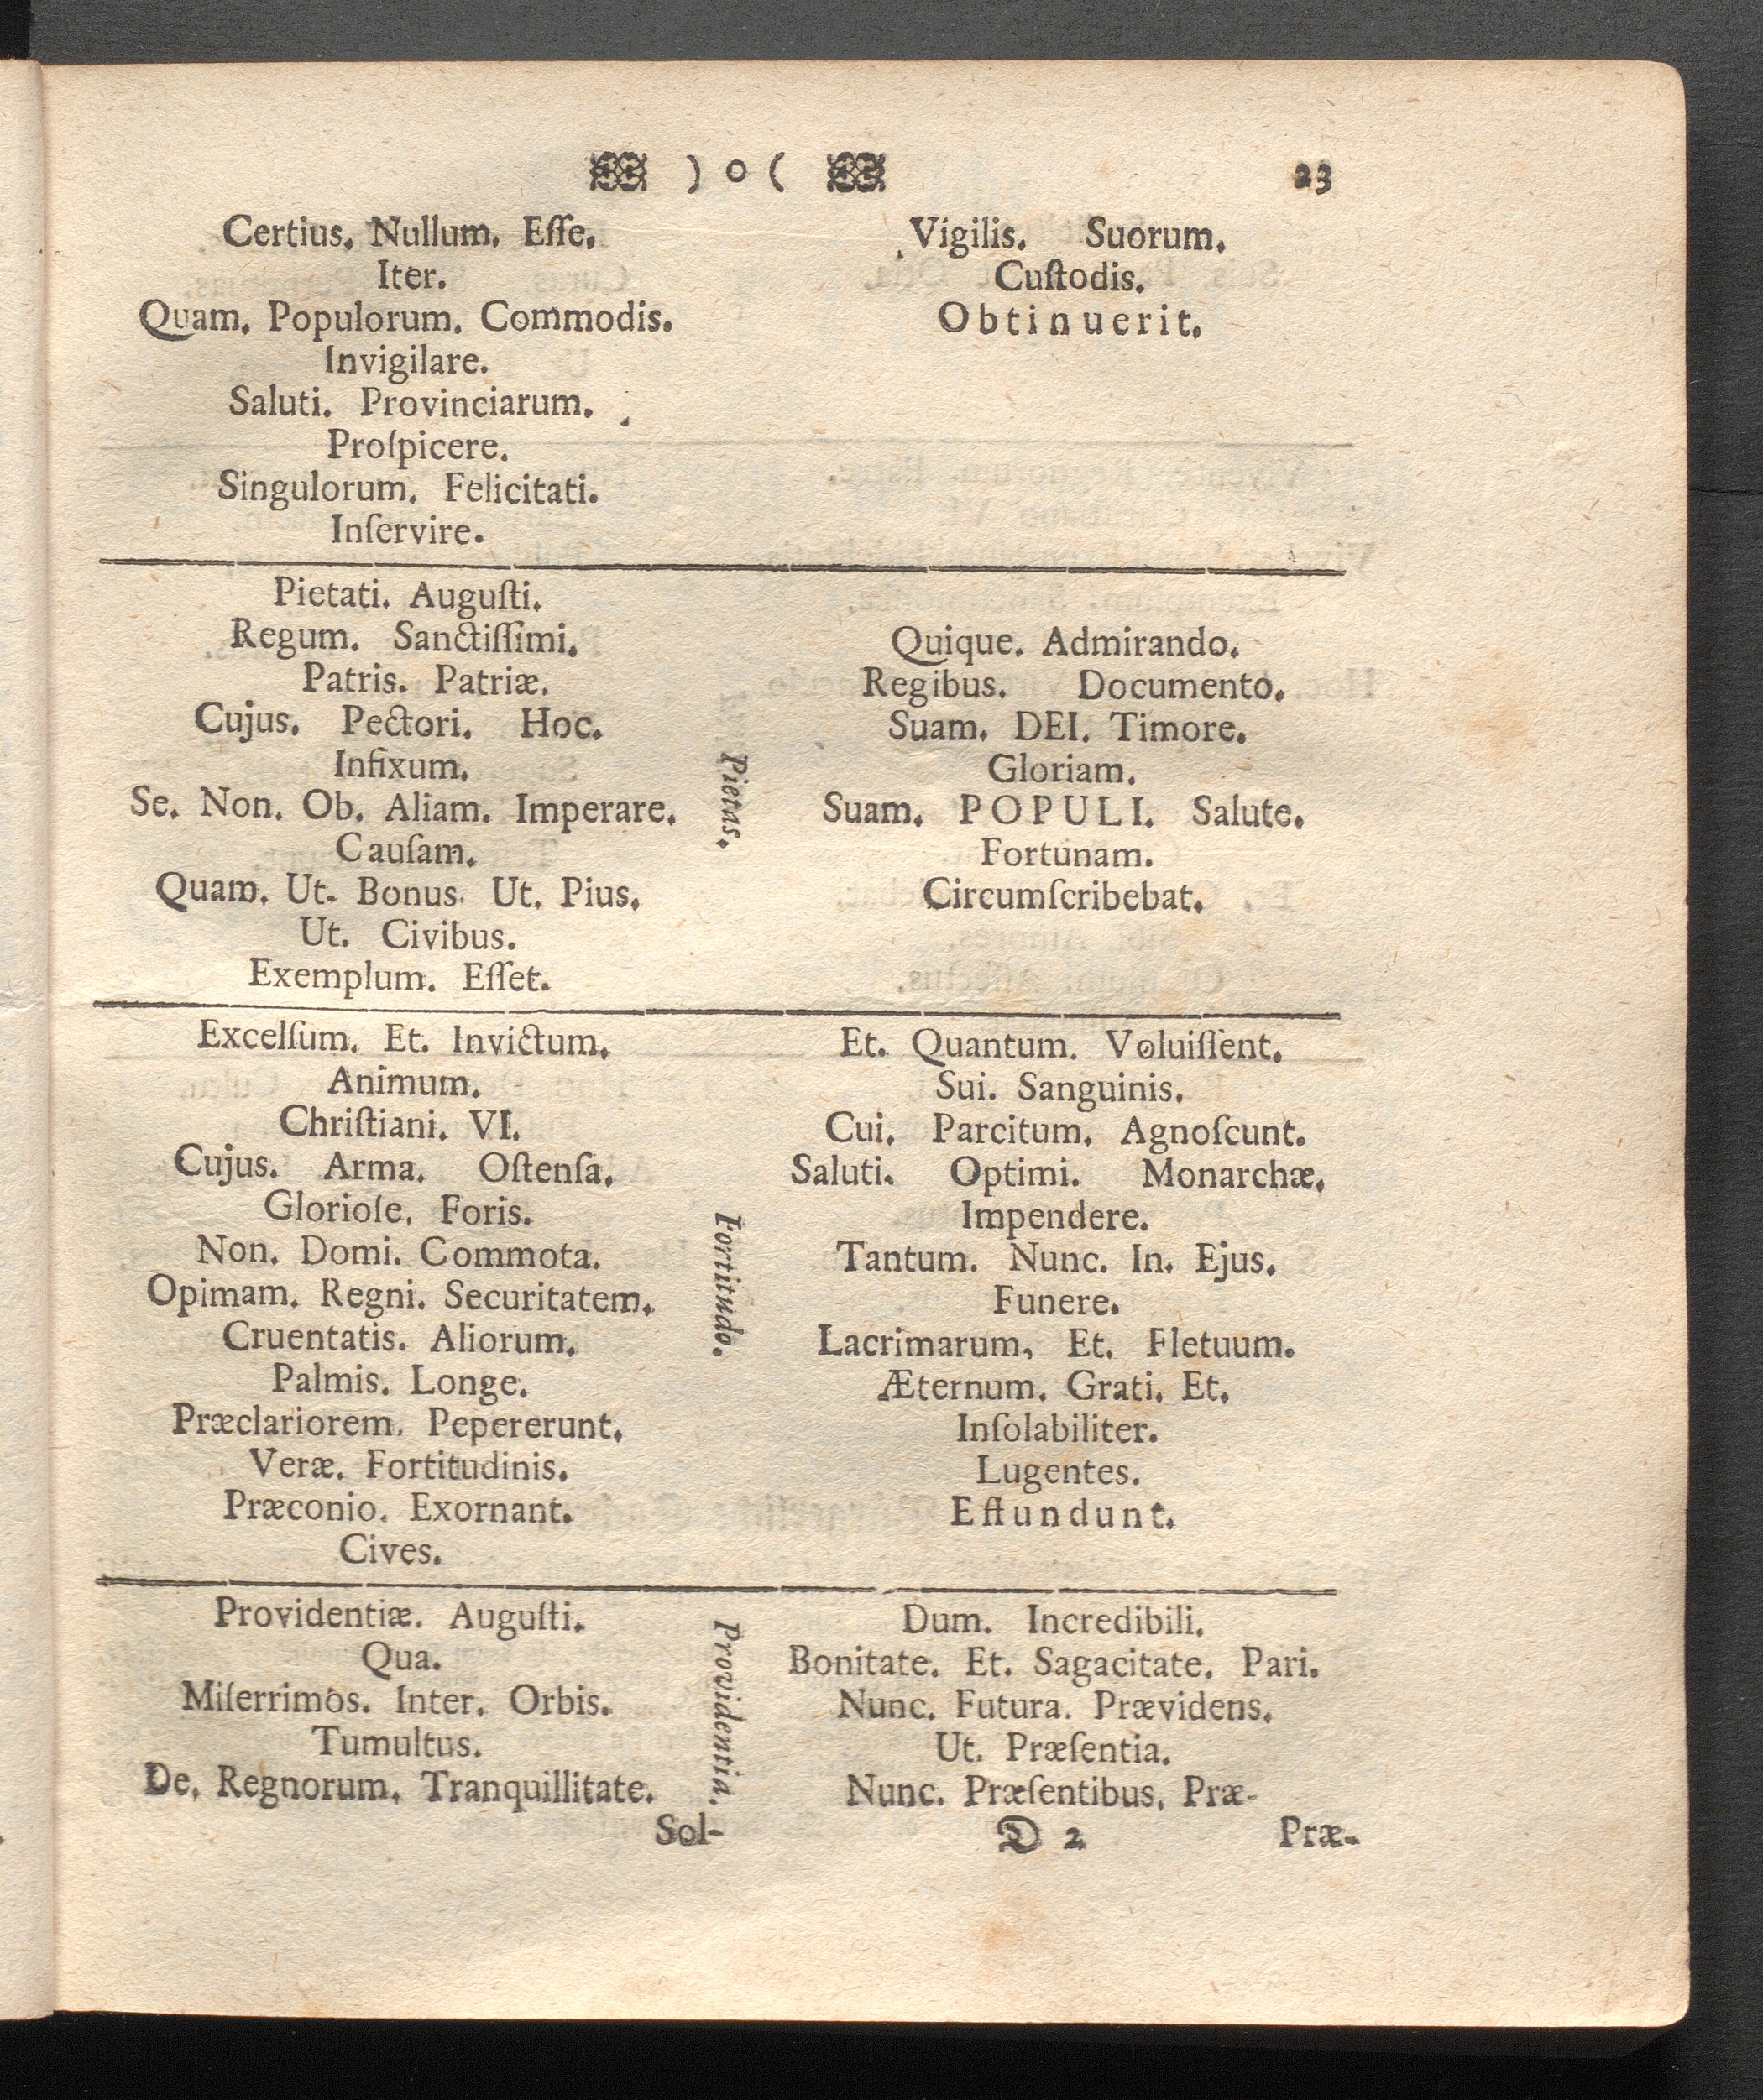 ) o (
23
Certius. Nullum. Eſſe.
Iter.
Quam. Populorum. Commodis.
Invigilare.
Saluti. Provinciarum.
Proſpicere.
Singulorum. Felicitati.
Inſervire.
Vigilis. Suorum.
Cuſtodis.
Obtinuerit.
Pietati. Auguſti.
Regum. Sanctiſſimi.
Patris. Patriæ.
Cujus. Pectori. Hoc.
Infixum.
Se. Non. Ob. Aliam. Imperare.
Cauſam.
Quam. Ut. Bonus. Ut. Pius.
Ut. Civibus.
Exemplum. Eſſet.
Pietas.
Quique. Admirando.
Regibus. Documento.
Suam. DEI. Timore.
Gloriam.
Suam. POPULI. Salute.
Fortunam.
Circumſcribebat.
Excelſum. Et. Invictum.
Animum.
Chriſtiani. VI.
Cujus. Arma. Oſtenſa.
Glorioſe. Foris.
Non. Domi. Commota.
Opimam. Regni. Securitatem.
Cruentatis. Aliorum.
Palmis. Longe.
Præclariorem. Pepererunt.
Veræ. Fortitudinis.
Præconio. Exornant.
Cives.
Fortitudo.
Et. Quantum. Voluiſſent.
Sui. Sanguinis.
Cui. Parcitum. Agnoſcunt.
Saluti. Optimi. Monarchæ.
Impendere.
Tantum. Nunc. In. Ejus.
Funere.
Lacrimarum. Et. Fletuum.
Æternum. Grati. Et.
Inſolabiliter.
Lugentes.
Effundunt.
Providentiæ. Auguſti.
Qua.
Miſerrimos. Inter. Orbis.
Tumultus.
De. Regnorum. Tranquillitate.
Sol-
Providentia.
Dum. Incredibili.
Bonitate. Et. Sagacitate. Pari.
Nunc. Futura. Prævidens.
Ut. Præſentia.
Nunc. Præſentibus. Præ-
D 2
Præ-